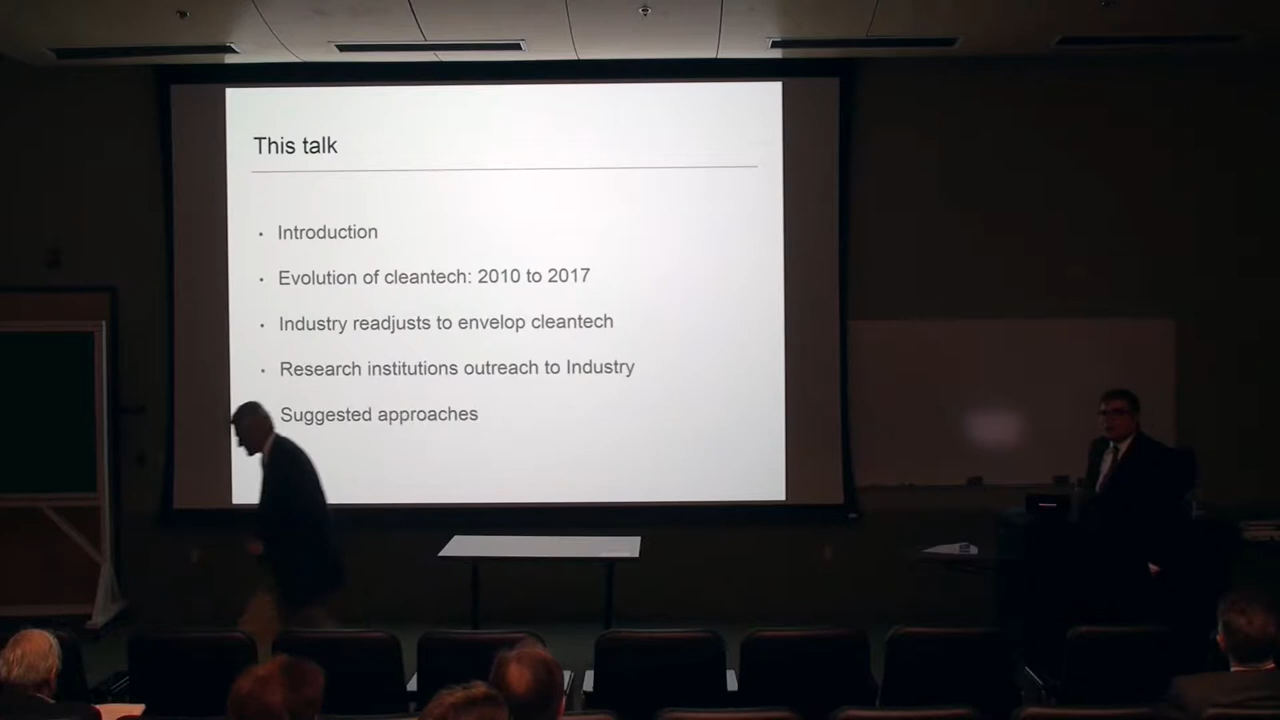 This talk
• Introduction
• Evolution of cleantech: 2010 to 2017
• Industry readjusts to envelop cleantech
• Research institutions outreach to Industry
Suggested approaches